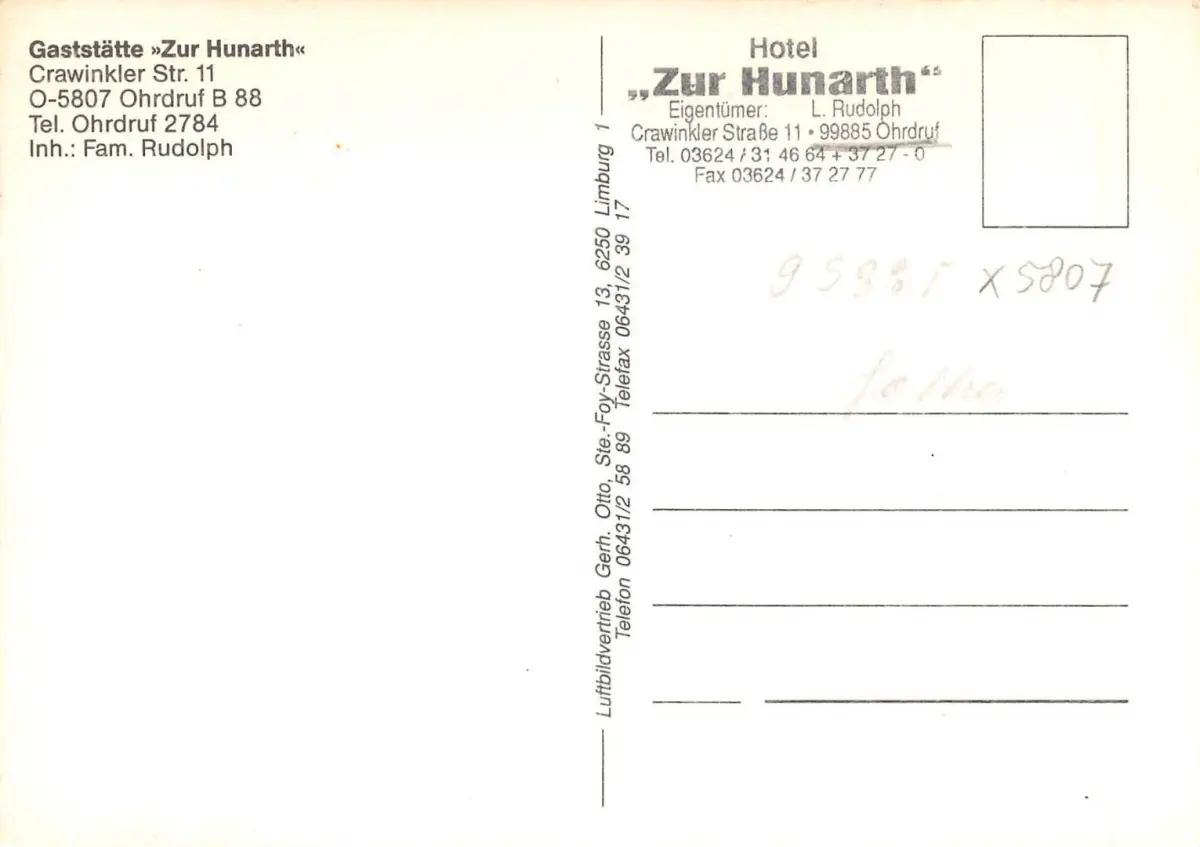 Gaststätte »Zur Hunarth«
Crawinkler Str. 11
O-5807 Ohrdruf B 88
Tel. Ohrdruf 2784
Inh.: Fam. Rudolph
Luftbildvertrieb Gerh. Otto, Ste.-Foy-Strasse 13, 6250 Limburg 1
Telefon 06431/2 58 89 Telefax 06431/2 39 17
Hotel
„Zur Hunarth“
Eigentümer: L. Rudolph
Crawinkler Straße 11 • 99885 Ohrdruf
Tel. 03624 / 31 46 64 + 37 27 - 0
Fax 03624 / 37 27 77
X 5807